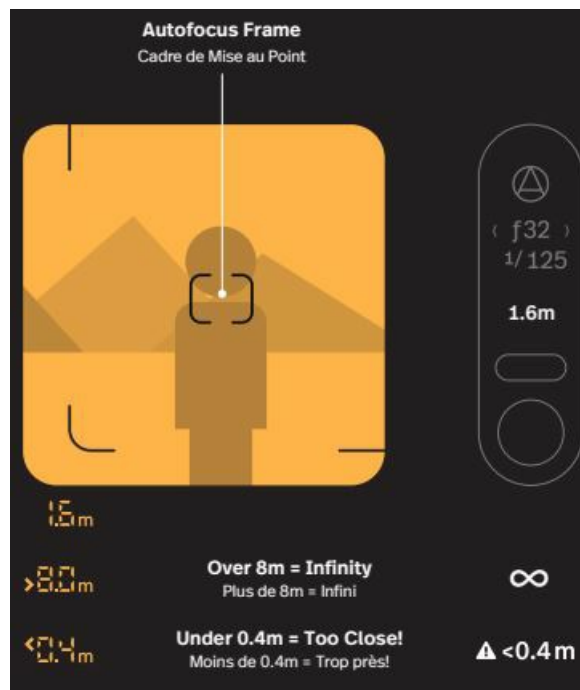 Autofocus Frame
Cadre de Mise au Point
‹ ƒ32 ›
1/125
1.6m
1.6m
>8.0m
Over 8m = Infinity
Plus de 8m = Infini
∞
<0.4m
Under 0.4m = Too Close!
Moins de 0.4m = Trop près!
⚠ <0.4m